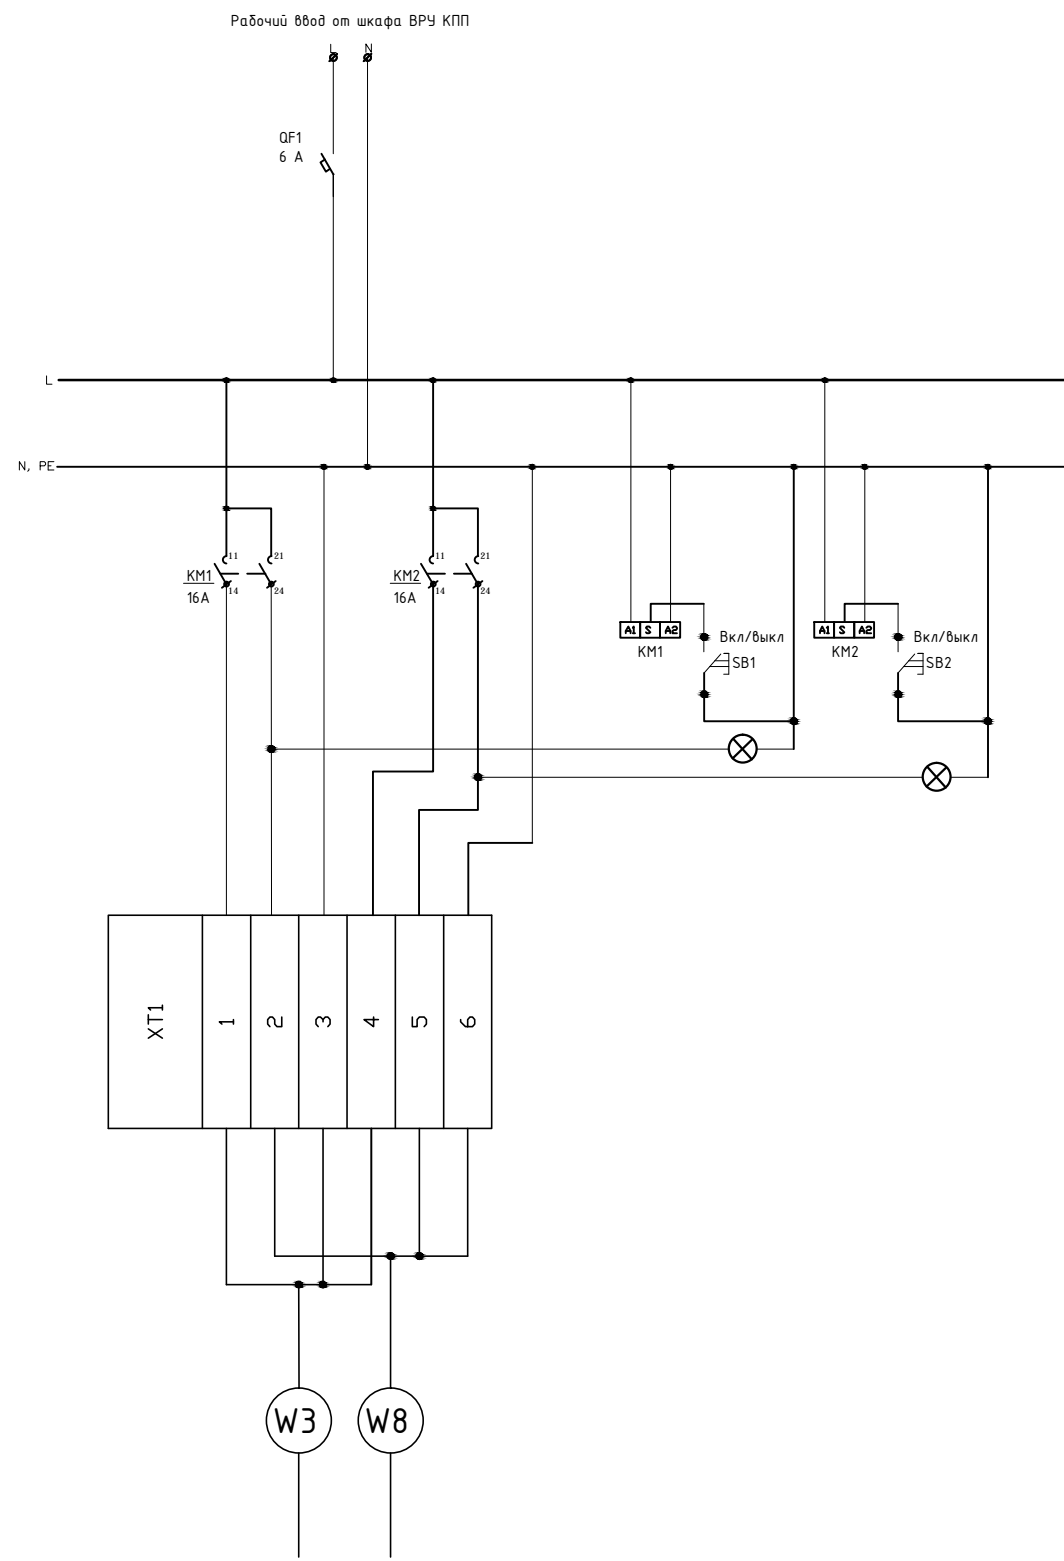 Рабочий ввод от шкафа ВРУ КПП
L N
QF1
6 А
L
N, PE
11 21 11 21
KM1 KM2
14 24 14 24
16А 16А
A1 S A2 A1 S A2
Вкл/выкл Вкл/выкл
KM1 KM2
SB1 SB2
XT1 1 2 3 4 5 6
W3 W8